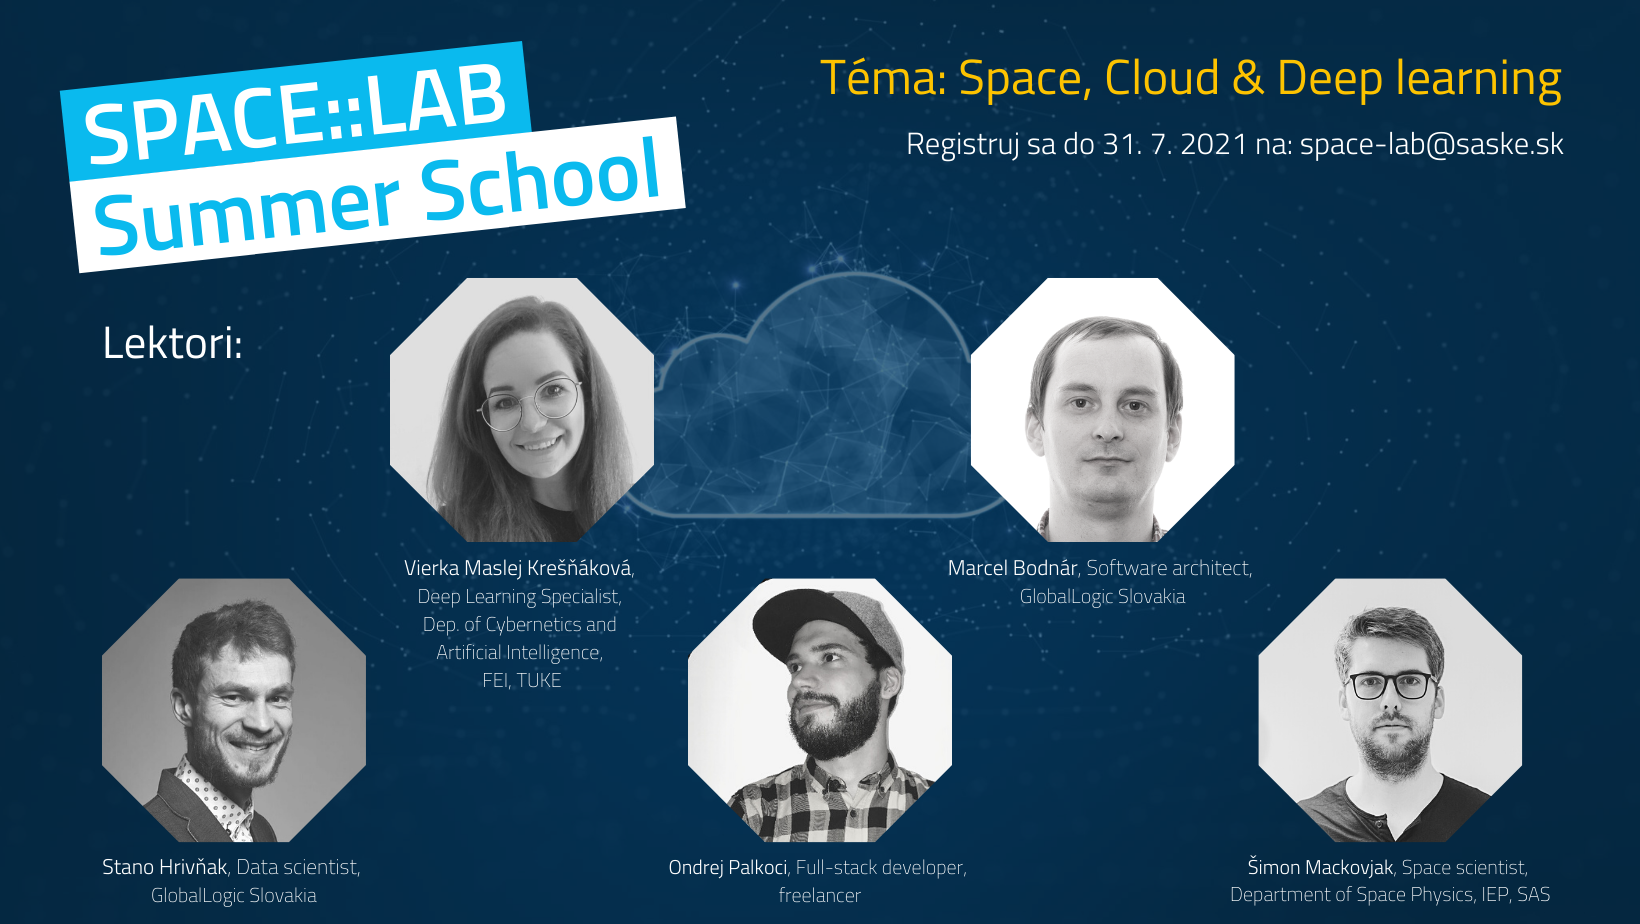 SPACE::LAB
Summer School
Téma: Space, Cloud & Deep learning
Registruj sa do 31. 7. 2021 na: space-lab@saske.sk
Lektori:
Vierka Maslej Krešňáková,
Deep Learning Specialist,
Dep. of Cybernetics and
Artificial Intelligence,
FEI, TUKE
Marcel Bodnár, Software architect,
GlobalLogic Slovakia
Stano Hrivňak, Data scientist,
GlobalLogic Slovakia
Ondrej Palkoci, Full-stack developer,
freelancer
Šimon Mackovjak, Space scientist,
Department of Space Physics, IEP, SAS